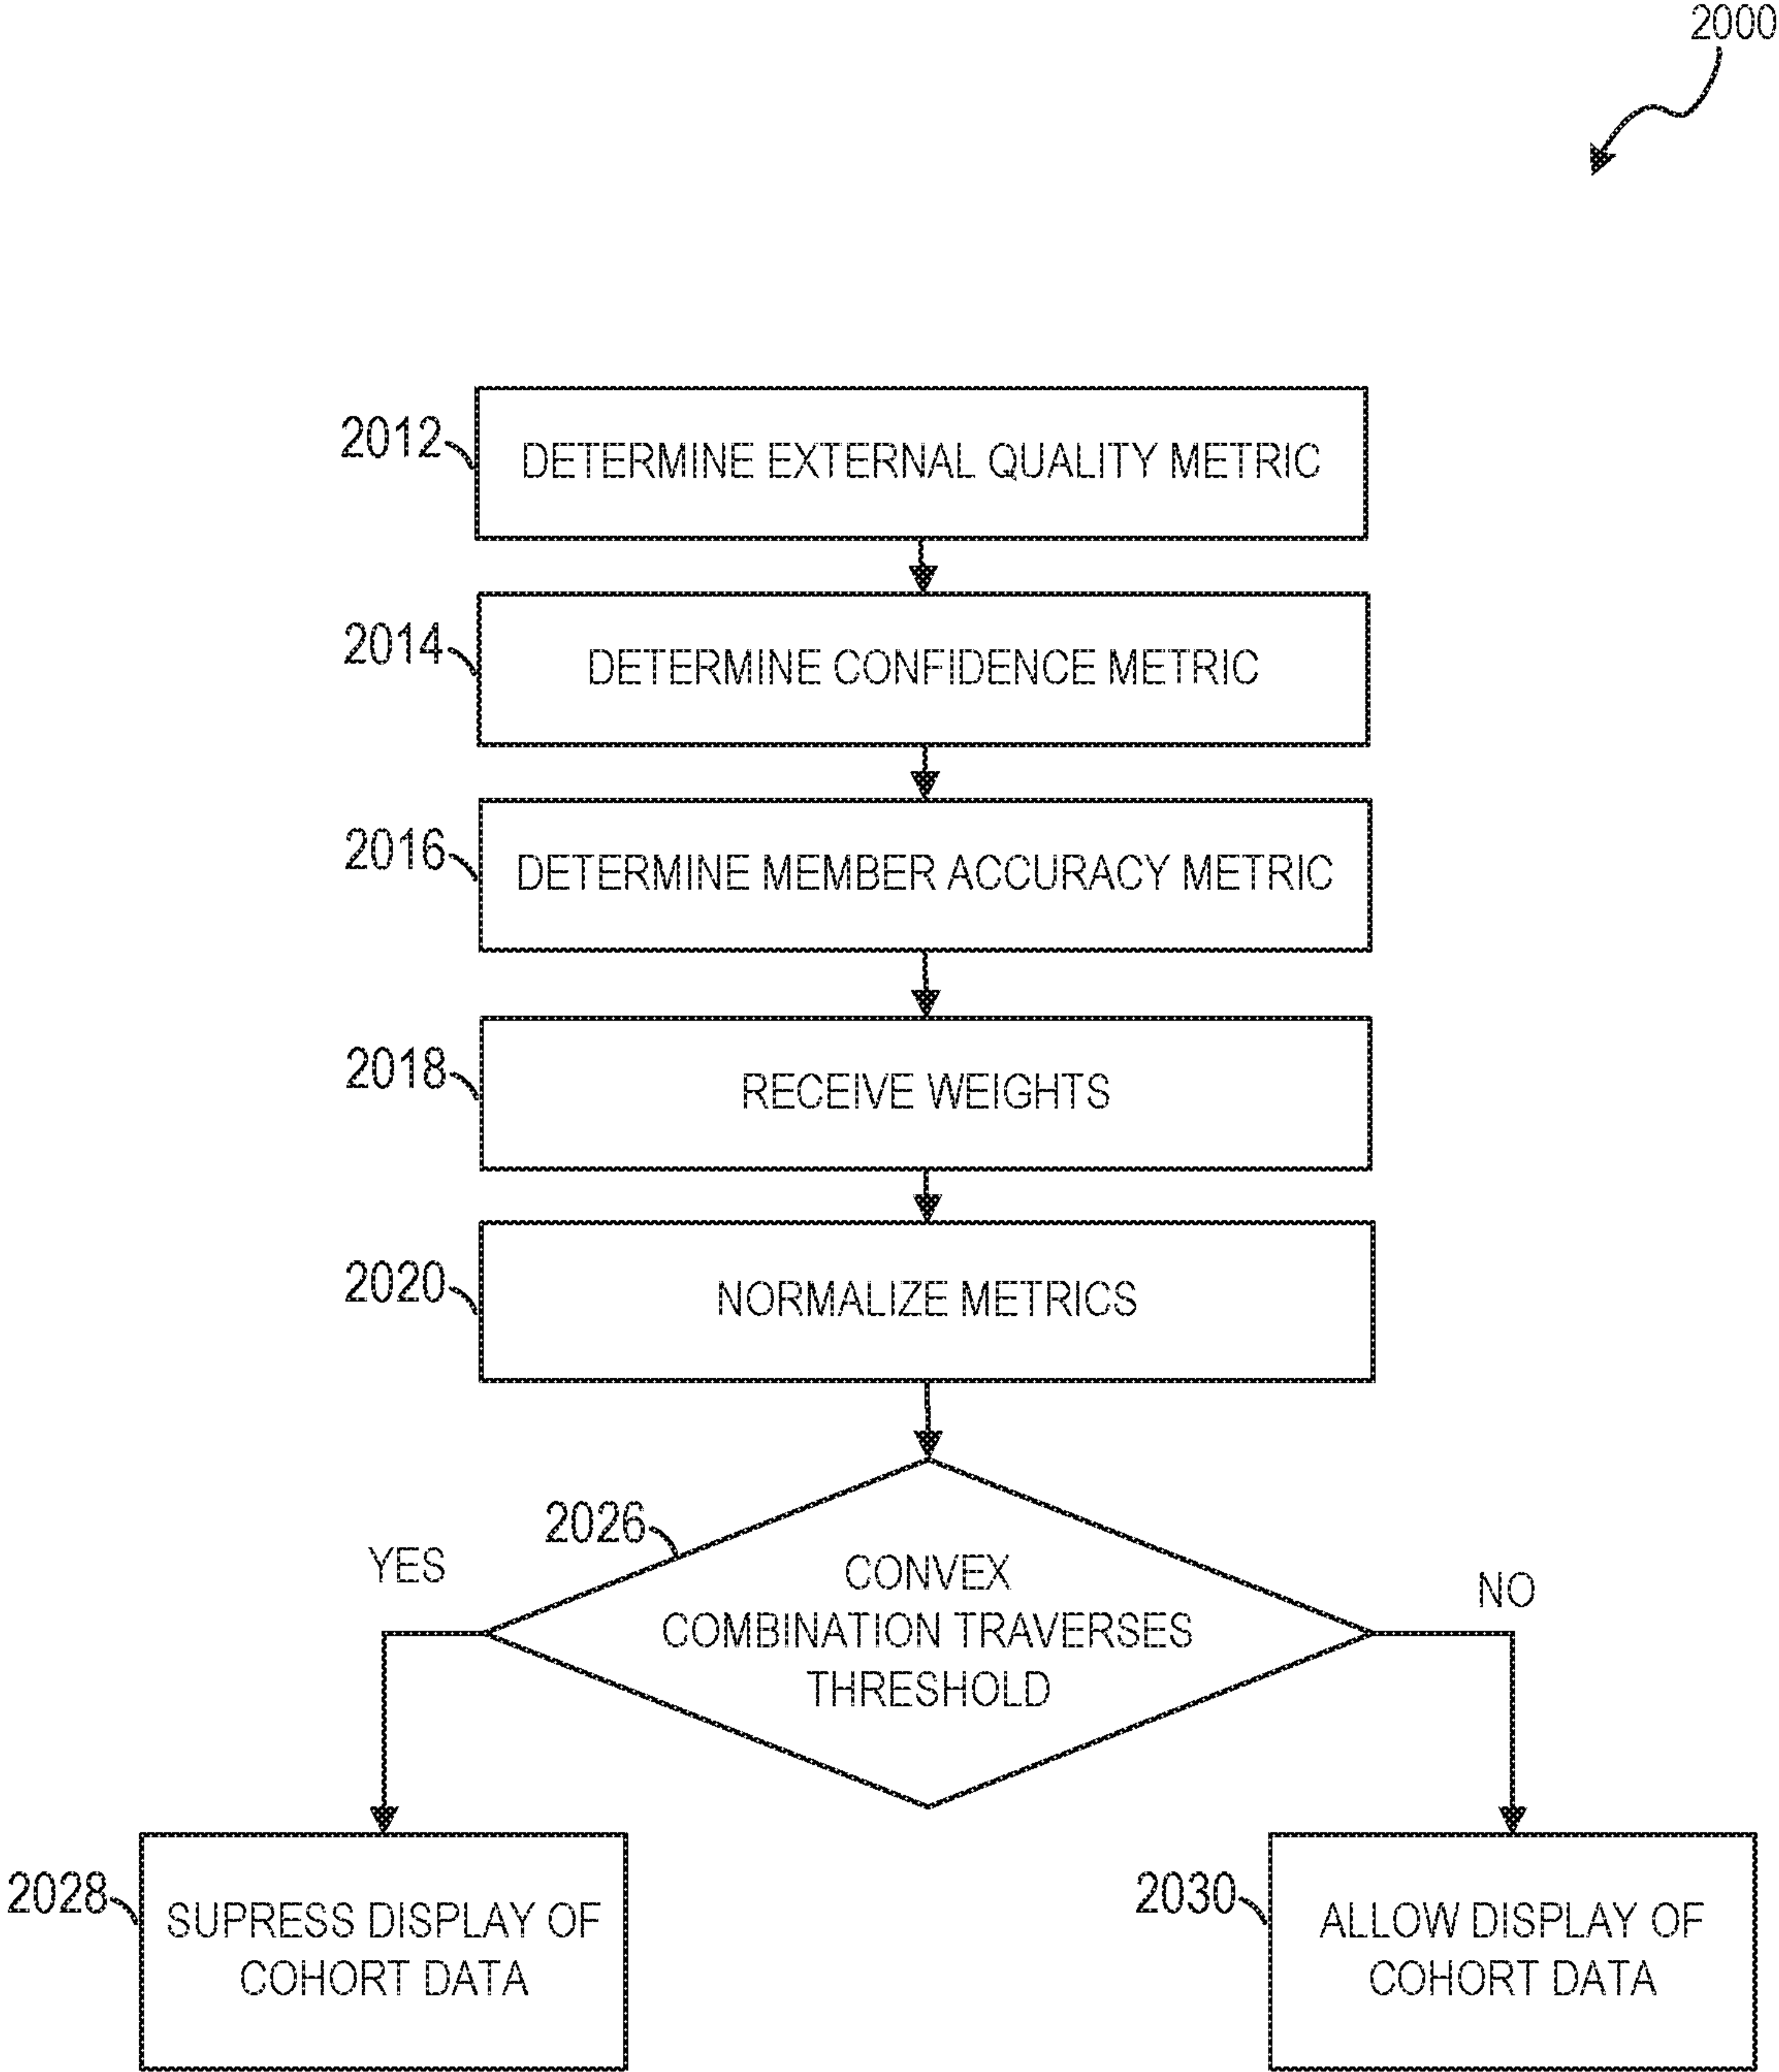 2000
2012
DETERMINE EXTERNAL QUALITY METRIC
2014
DETERMINE CONFIDENCE METRIC
2016
DETERMINE MEMBER ACCURACY METRIC
2018
RECEIVE WEIGHTS
2020
NORMALIZE METRICS
2026
YES
CONVEX
COMBINATION TRAVERSES
THRESHOLD
NO
2028
SUPRESS DISPLAY OF
COHORT DATA
2030
ALLOW DISPLAY OF
COHORT DATA